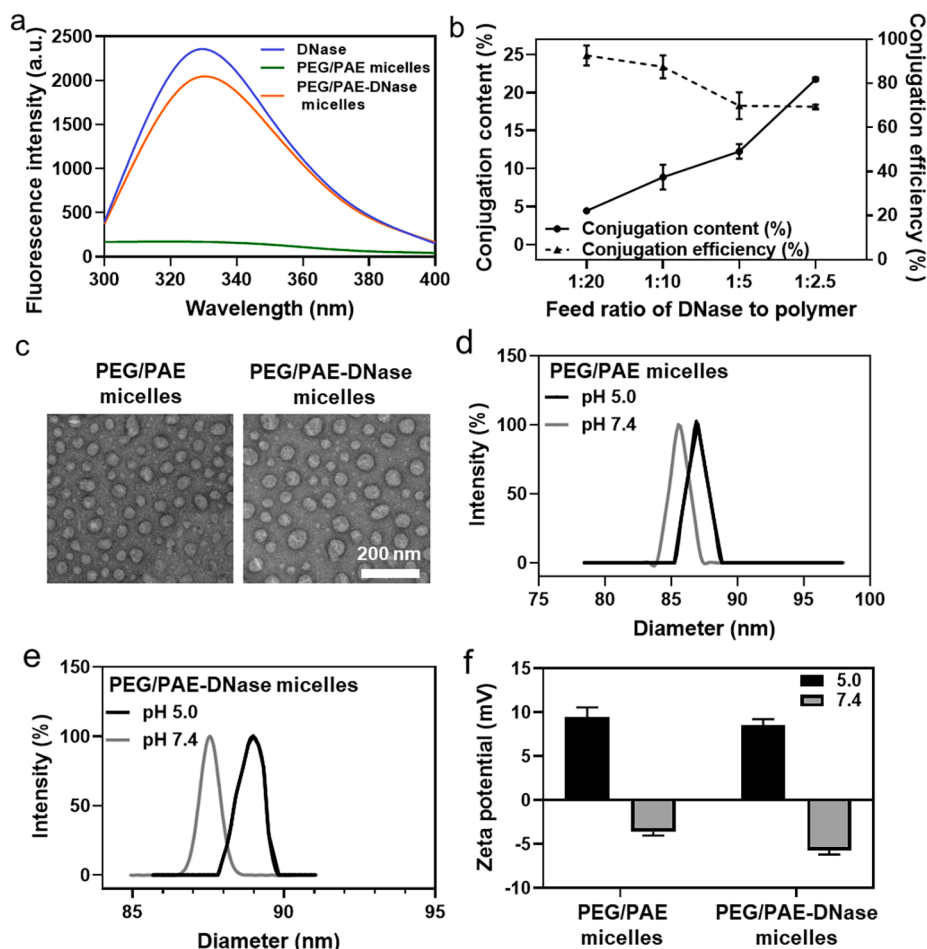 a
Fluorescence intensity (a.u.)
2500
2000
1500
1000
500
0
300
320
340
360
380
400
Wavelength (nm)
DNase
PEG/PAE micelles
PEG/PAE-DNase
micelles
b
Conjugation content (%)
25
20
15
10
5
0
Conjugation content (%)
Conjugation efficiency (%)
100
80
60
40
20
0
Conjugation
efficiency (%)
1:20
1:10
1:5
1:2.5
Feed ratio of DNase to polymer
c
PEG/PAE
micelles
PEG/PAE-DNase
micelles
200 nm
d
Intensity (%)
150
100
50
0
PEG/PAE micelles
pH 5.0
pH 7.4
75
80
85
90
95
100
Diameter (nm)
e
Intensity (%)
150
100
50
0
PEG/PAE-DNase micelles
pH 5.0
pH 7.4
85
90
95
Diameter (nm)
f
Zeta potential (mV)
15
10
5
0
-5
-10
5.0
7.4
PEG/PAE
micelles
PEG/PAE-DNase
micelles